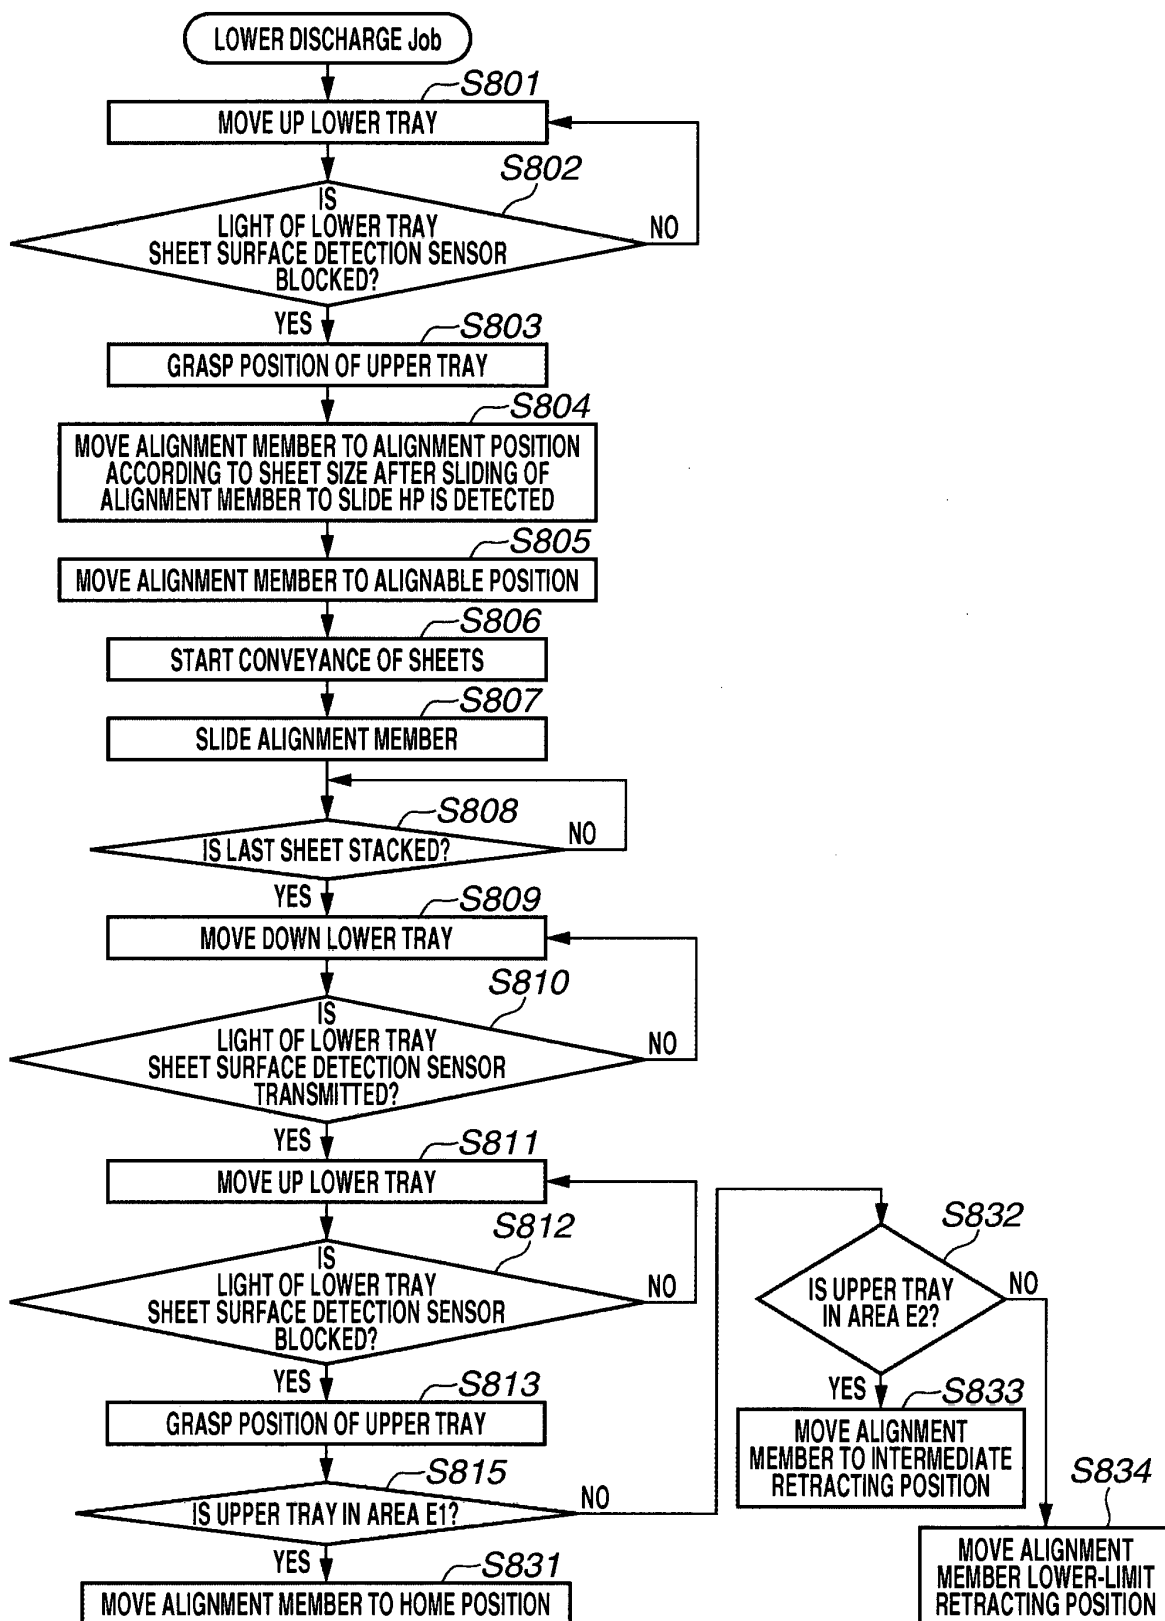 LOWER DISCHARGE Job
S801
MOVE UP LOWER TRAY
S802
IS
LIGHT OF LOWER TRAY
SHEET SURFACE DETECTION SENSOR
BLOCKED?
NO
YES
S803
GRASP POSITION OF UPPER TRAY
S804
MOVE ALIGNMENT MEMBER TO ALIGNMENT POSITION
ACCORDING TO SHEET SIZE AFTER SLIDING OF
ALIGNMENT MEMBER TO SLIDE HP IS DETECTED
S805
MOVE ALIGNMENT MEMBER TO ALIGNABLE POSITION
S806
START CONVEYANCE OF SHEETS
S807
SLIDE ALIGNMENT MEMBER
S808
IS LAST SHEET STACKED?
NO
YES
S809
MOVE DOWN LOWER TRAY
S810
IS
LIGHT OF LOWER TRAY
SHEET SURFACE DETECTION SENSOR
TRANSMITTED?
NO
YES
S811
MOVE UP LOWER TRAY
S812
IS
LIGHT OF LOWER TRAY
SHEET SURFACE DETECTION SENSOR
BLOCKED?
NO
YES
S813
GRASP POSITION OF UPPER TRAY
S815
IS UPPER TRAY IN AREA E1?
NO
YES
S831
MOVE ALIGNMENT MEMBER TO HOME POSITION
S832
IS UPPER TRAY
IN AREA E2?
NO
YES
S833
MOVE ALIGNMENT
MEMBER TO INTERMEDIATE
RETRACTING POSITION
S834
MOVE ALIGNMENT
MEMBER LOWER-LIMIT
RETRACTING POSITION